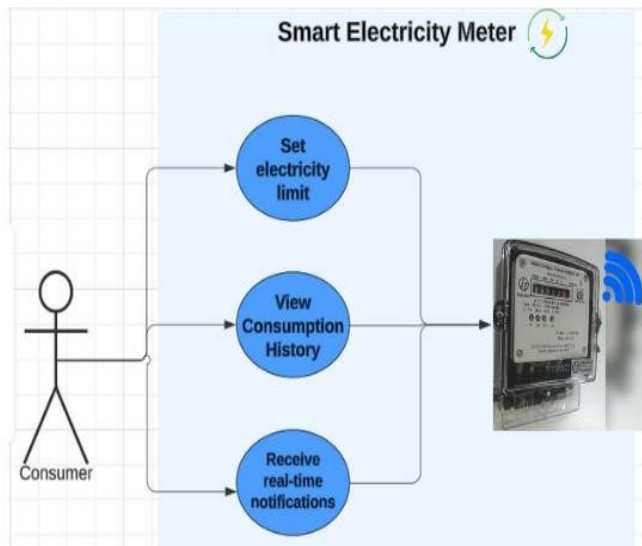 Smart Electricity Meter
Set
electricity
limit
View
Consumption
History
Receive
real-time
notifications
Consumer